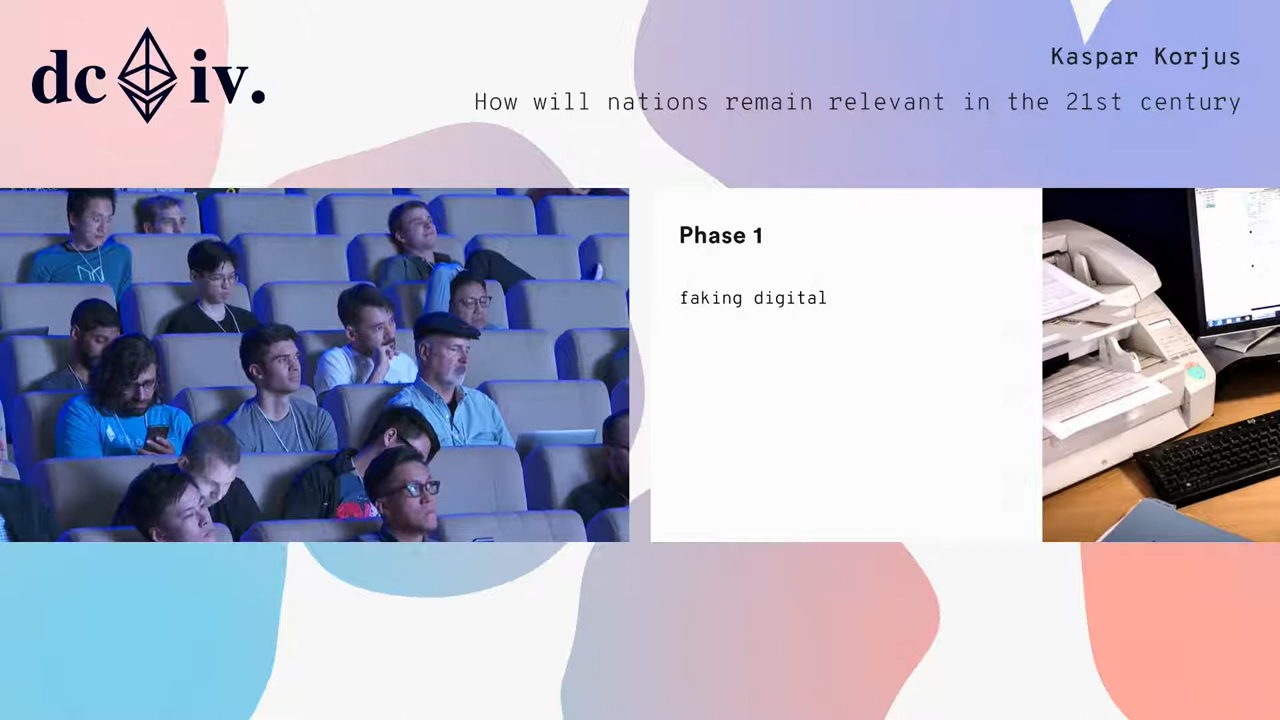 dc iv.
Kaspar Korjus
How will nations remain relevant in the 21st century
Phase 1
faking digital